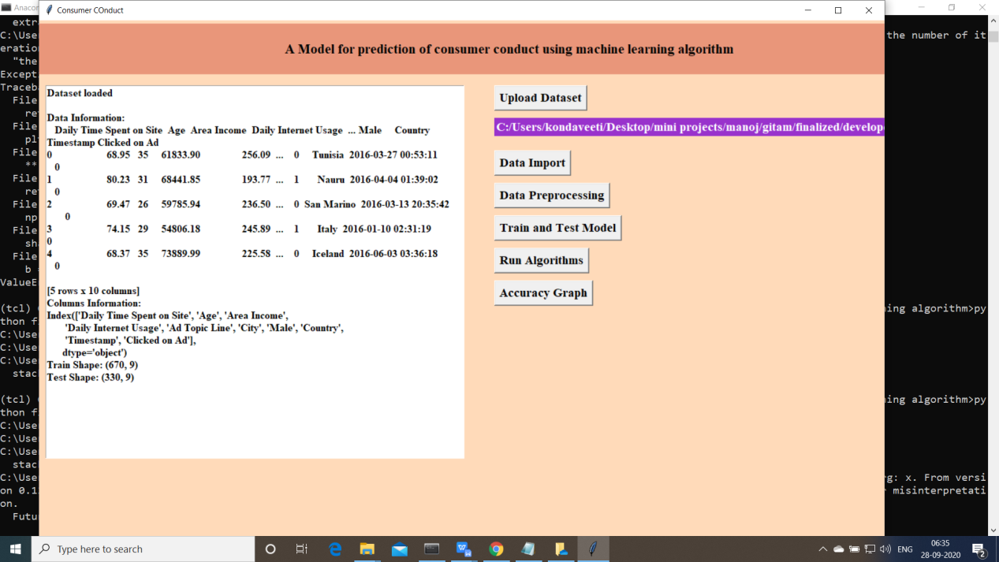 Anacon
Consumer COnduct
A Model for prediction of consumer conduct using machine learning algorithm
Dataset loaded
Data Information:
Daily Time Spent on Site Age Area Income Daily Internet Usage ... Male Country
Timestamp Clicked on Ad
0 68.95 35 61833.90 256.09 ... 0 Tunisia 2016-03-27 00:53:11
0
1 80.23 31 68441.85 193.77 ... 1 Nauru 2016-04-04 01:39:02
0
2 69.47 26 59785.94 236.50 ... 0 San Marino 2016-03-13 20:35:42
0
3 74.15 29 54806.18 245.89 ... 1 Italy 2016-01-10 02:31:19
0
4 68.37 35 73889.99 225.58 ... 0 Iceland 2016-06-03 03:36:18
0
[5 rows x 10 columns]
Columns Information:
Index(['Daily Time Spent on Site', 'Age', 'Area Income',
'Daily Internet Usage', 'Ad Topic Line', 'City', 'Male', 'Country',
'Timestamp', 'Clicked on Ad'],
dtype='object')
Train Shape: (670, 9)
Test Shape: (330, 9)
Upload Dataset
C:/Users/kondaveeti/Desktop/mini projects/manoj/gitam/finalized/develope
Data Import
Data Preprocessing
Train and Test Model
Run Algorithms
Accuracy Graph
extr
C:\Use
eratio
"the
Except
Traceb
File
re
File
pl
File
**
File
re
File
np
File
sh
File
b
ValueE
(tcl)
thon f
C:\Use
C:\Use
C:\Use
stac
(tcl)
thon f
C:\Use
C:\Use
C:\Use
stac
C:\Use
on 0.1
on.
Futu
the number of it
ing algorithm>py
ing algorithm>py
rg: x. From versi
misinterpretati
Type here to search
ENG
06:35
28-09-2020
2